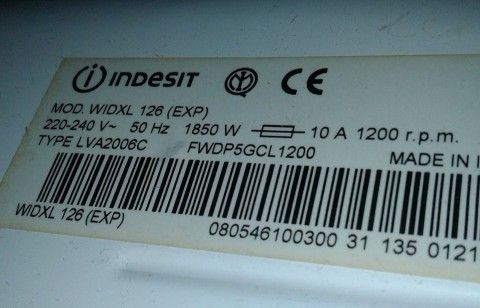 INDESIT
CE
MOD. WIDXL 126 (EXP)
220-240 V~ 50 Hz 1850 W 10 A 1200 r.p.m.
TYPE LVA2006C FWDP5GCL1200 MADE IN
WIDXL 126 (EXP) 080546100300 31 135 0121